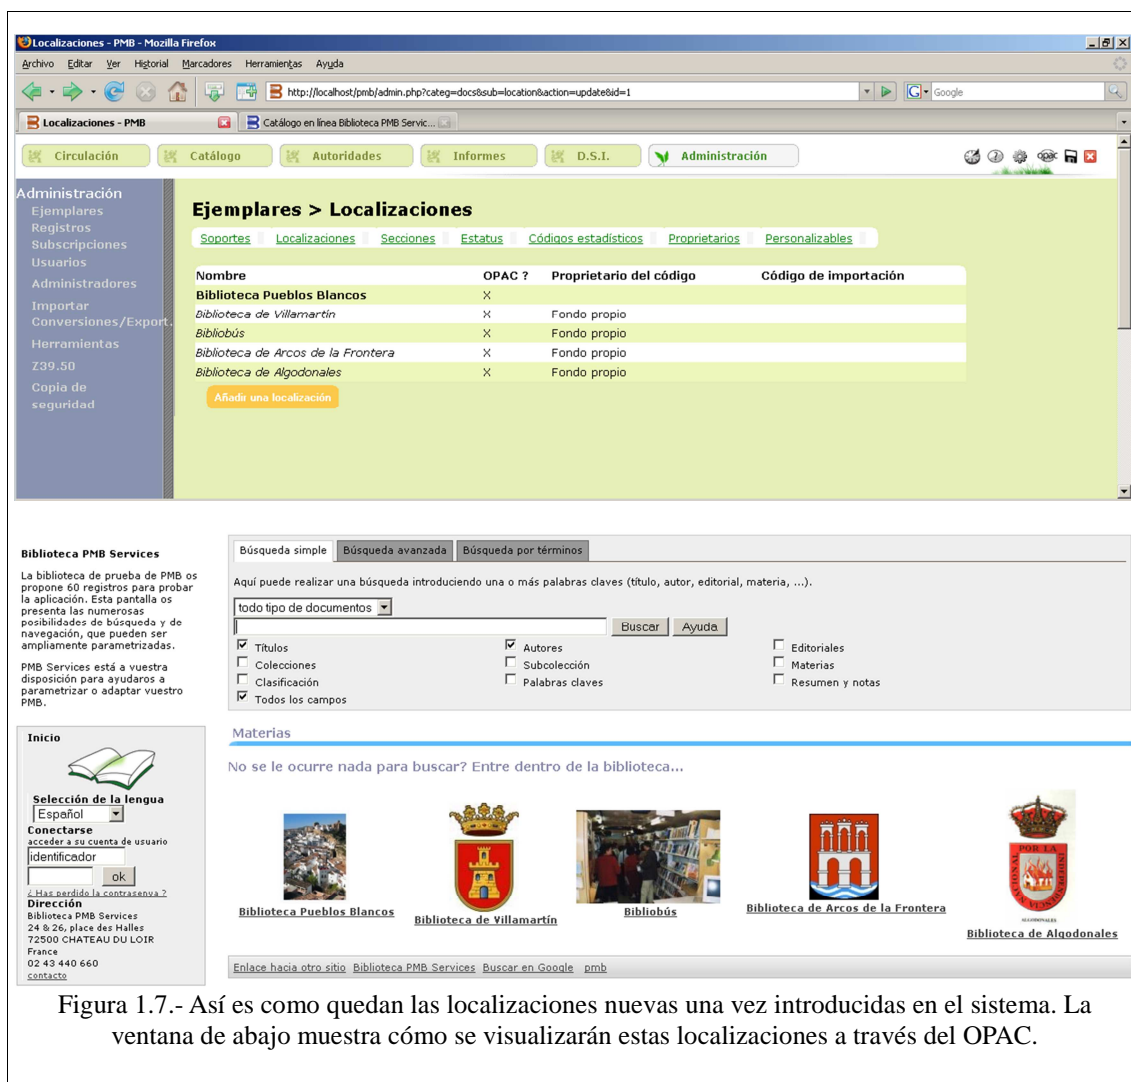 Localizaciones - PMB - Mozilla Firefox
Archivo Editar Ver Historial Marcadores Herramientas Ayuda
http://localhost/pmb/admin.php?categ=docs&sub=location&action=update&id=1
Google
Localizaciones - PMB
Catálogo en línea Biblioteca PMB Servic...
Circulación Catálogo Autoridades Informes D.S.I. Administración
opac
Administración
Ejemplares
Registros
Subscripciones
Usuarios
Administradores
Importar
Conversiones/Export.
Herramientas
Z39.50
Copia de
seguridad
Ejemplares > Localizaciones
Soportes Localizaciones Secciones Estatus Códigos estadísticos Proprietarios Personalizables
Nombre OPAC ? Proprietario del código Código de importación
Biblioteca Pueblos Blancos X
Biblioteca de Villamartín X Fondo propio
Bibliobús X Fondo propio
Biblioteca de Arcos de la Frontera X Fondo propio
Biblioteca de Algodonales X Fondo propio
Añadir una localización
Biblioteca PMB Services
La biblioteca de prueba de PMB os
propone 60 registros para probar
la aplicación. Esta pantalla os
presenta las numerosas
posibilidades de búsqueda y de
navegación, que pueden ser
ampliamente parametrizadas.
PMB Services está a vuestra
disposición para ayudaros a
parametrizar o adaptar vuestro
PMB.
Inicio
Selección de la lengua
Español
Conectarse
acceder a su cuenta de usuario
identificador
ok
¿ Has perdido la contrasenya ?
Dirección
Biblioteca PMB Services
24 & 26, place des Halles
72500 CHATEAU DU LOIR
France
02 43 440 660
contacto
Búsqueda simple Búsqueda avanzada Búsqueda por términos
Aquí puede realizar una búsqueda introduciendo una o más palabras claves (título, autor, editorial, materia, ...).
todo tipo de documentos
Buscar Ayuda
Títulos Autores Editoriales
Colecciones Subcolección Materias
Clasificación Palabras claves Resumen y notas
Todos los campos
Materias
No se le ocurre nada para buscar? Entre dentro de la biblioteca...
POR LA
INDEPENDENCIA
NACIONAL
ALGODONALES
Biblioteca Pueblos Blancos
Biblioteca de Villamartín
Bibliobús
Biblioteca de Arcos de la Frontera
Biblioteca de Algodonales
Enlace hacia otro sitio Biblioteca PMB Services Buscar en Google pmb
Figura 1.7.- Así es como quedan las localizaciones nuevas una vez introducidas en el sistema. La
ventana de abajo muestra cómo se visualizarán estas localizaciones a través del OPAC.